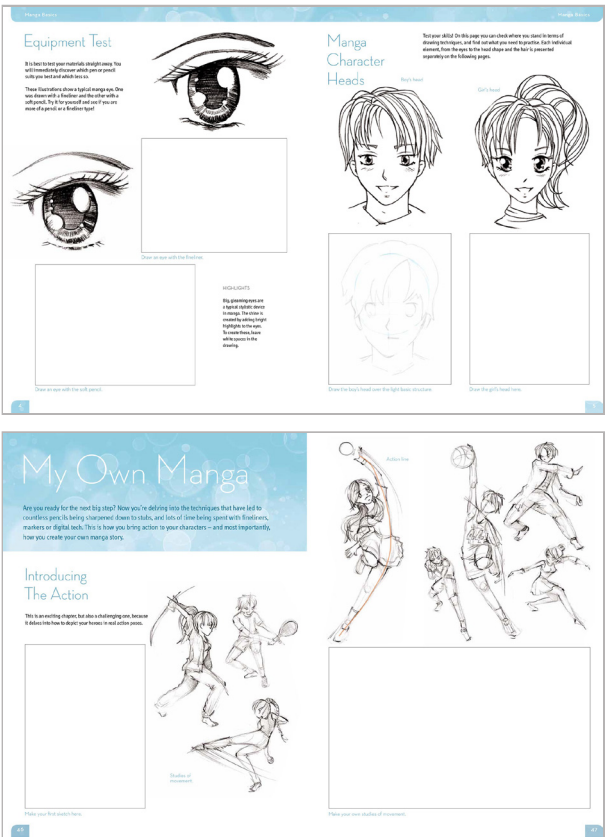 Manga Basics
Manga Basics
Equipment Test
It is best to test your materials straight away. You
will immediately discover which pen or pencil
suits you best and which less so.
These illustrations show a typical manga eye. One
was drawn with a fineliner and the other with a
soft pencil. Try it for yourself and see if you are
more of a pencil or a fineliner type!
Draw an eye with the fineliner.
HIGHLIGHTS
Big, gleaming eyes are
a typical stylistic device
in manga. The shine is
created by adding bright
highlights to the eyes.
To create these, leave
white spaces in the
drawing.
Draw an eye with the soft pencil.
Manga
Character
Heads
Test your skills! On this page you can check where you stand in terms of
drawing techniques, and find out what you need to practise. Each individual
element, from the eyes to the head shape and the hair is presented
separately on the following pages.
Boy's head
Girl's head
Draw the boy's head over the light basic structure.
Draw the girl's head here.
My Own Manga
Are you ready for the next big step? Now you're delving into the techniques that have led to
countless pencils being sharpened down to stubs, and lots of time being spent with fineliners,
markers or digital tech. This is how you bring action to your characters – and most importantly,
how you create your own manga story.
Introducing
The Action
This is an exciting chapter, but also a challenging one, because
it delves into how to depict your heroes in real action poses.
Studies of
movement
Make your first sketch here.
Action line
Make your own studies of movement.
47